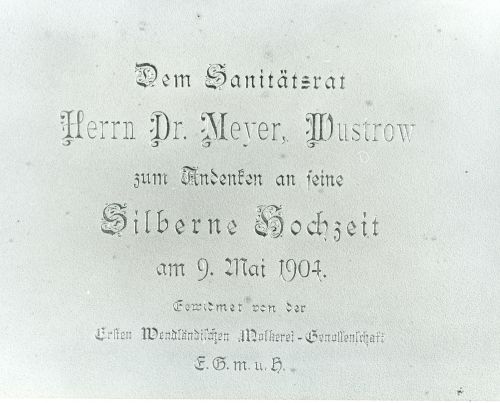 Dem Sanitätsrat
Herrn Dr. Meyer, Wustrow
zum Andenken an seine
Silberne Hochzeit
am 9. Mai 1904.
Gewidmet von der
Ersten Wendländischen Molkerei-Genossenschaft
E. G. m. u. H.